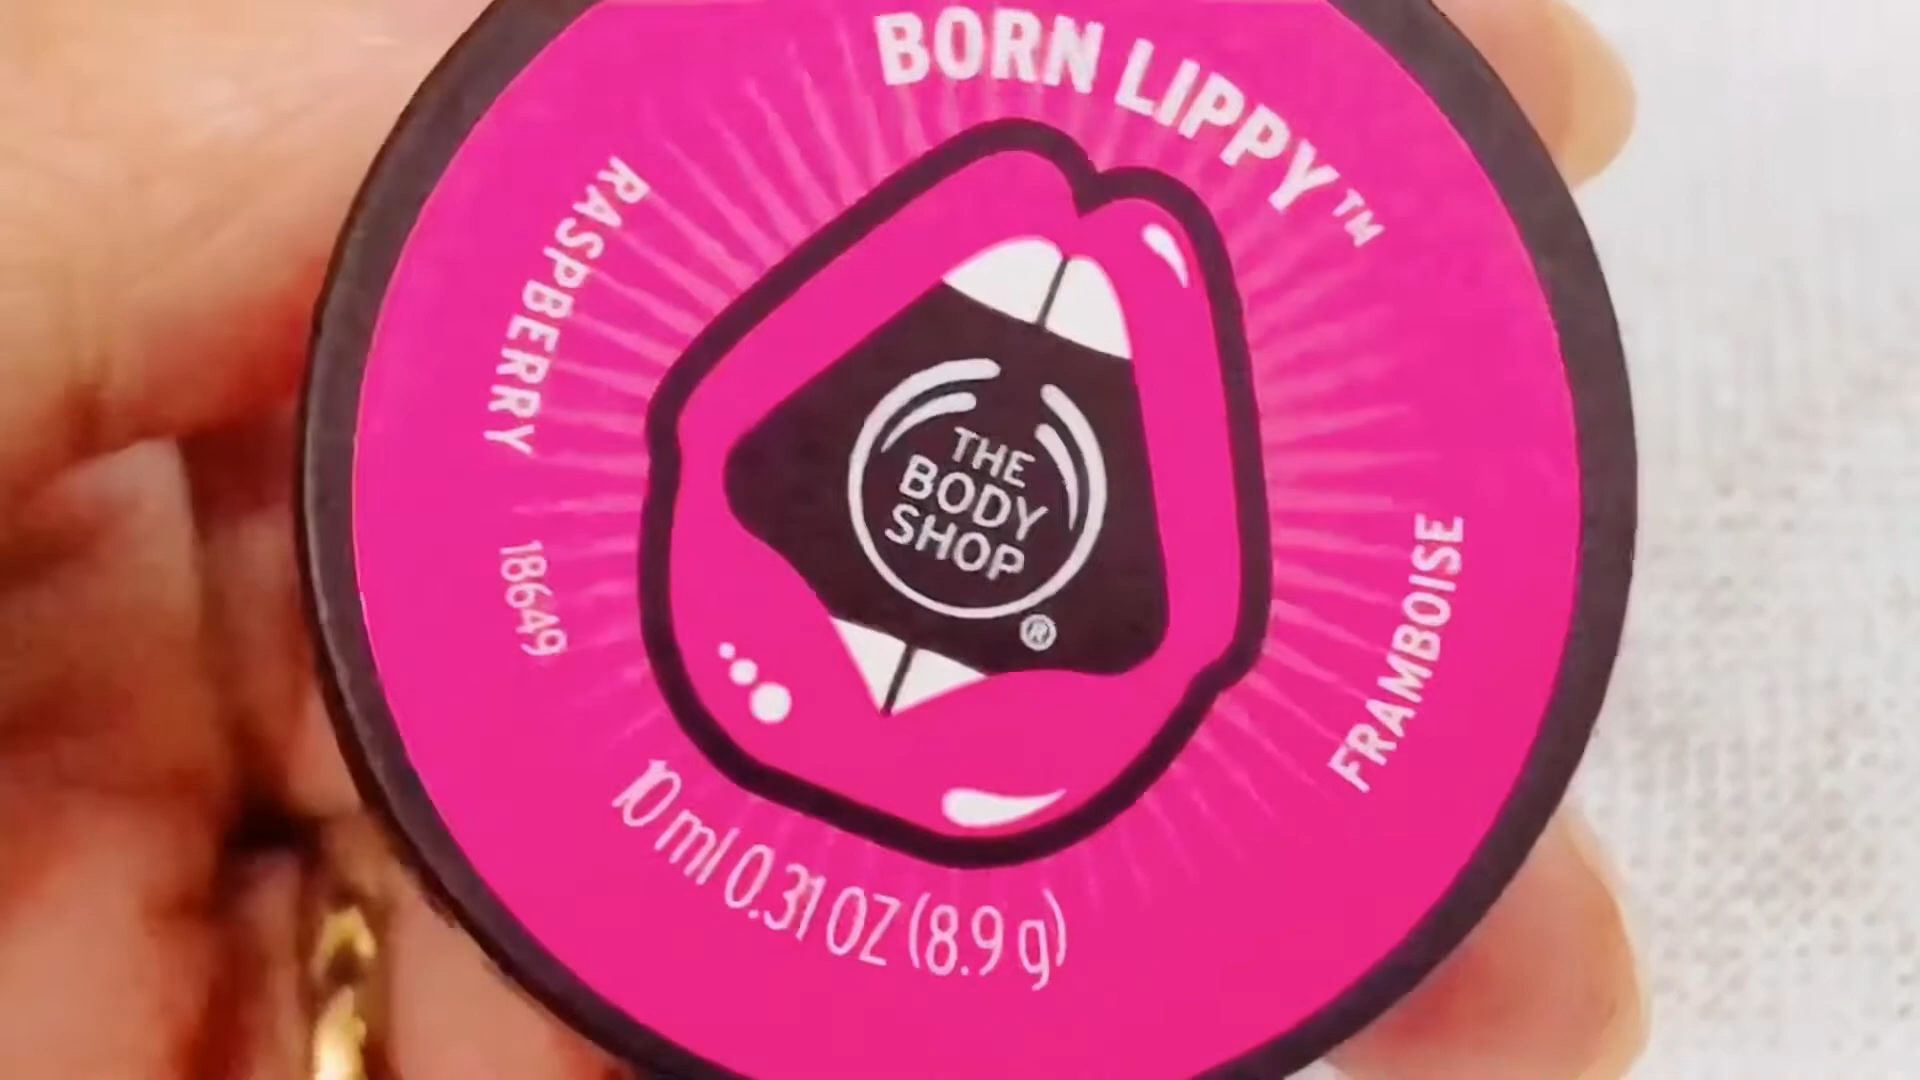 BORN LIPPY™
RASPBERRY
THE
BODY
SHOP
®
18649
FRAMBOISE
10 ml 0.31 OZ (8.9 g)